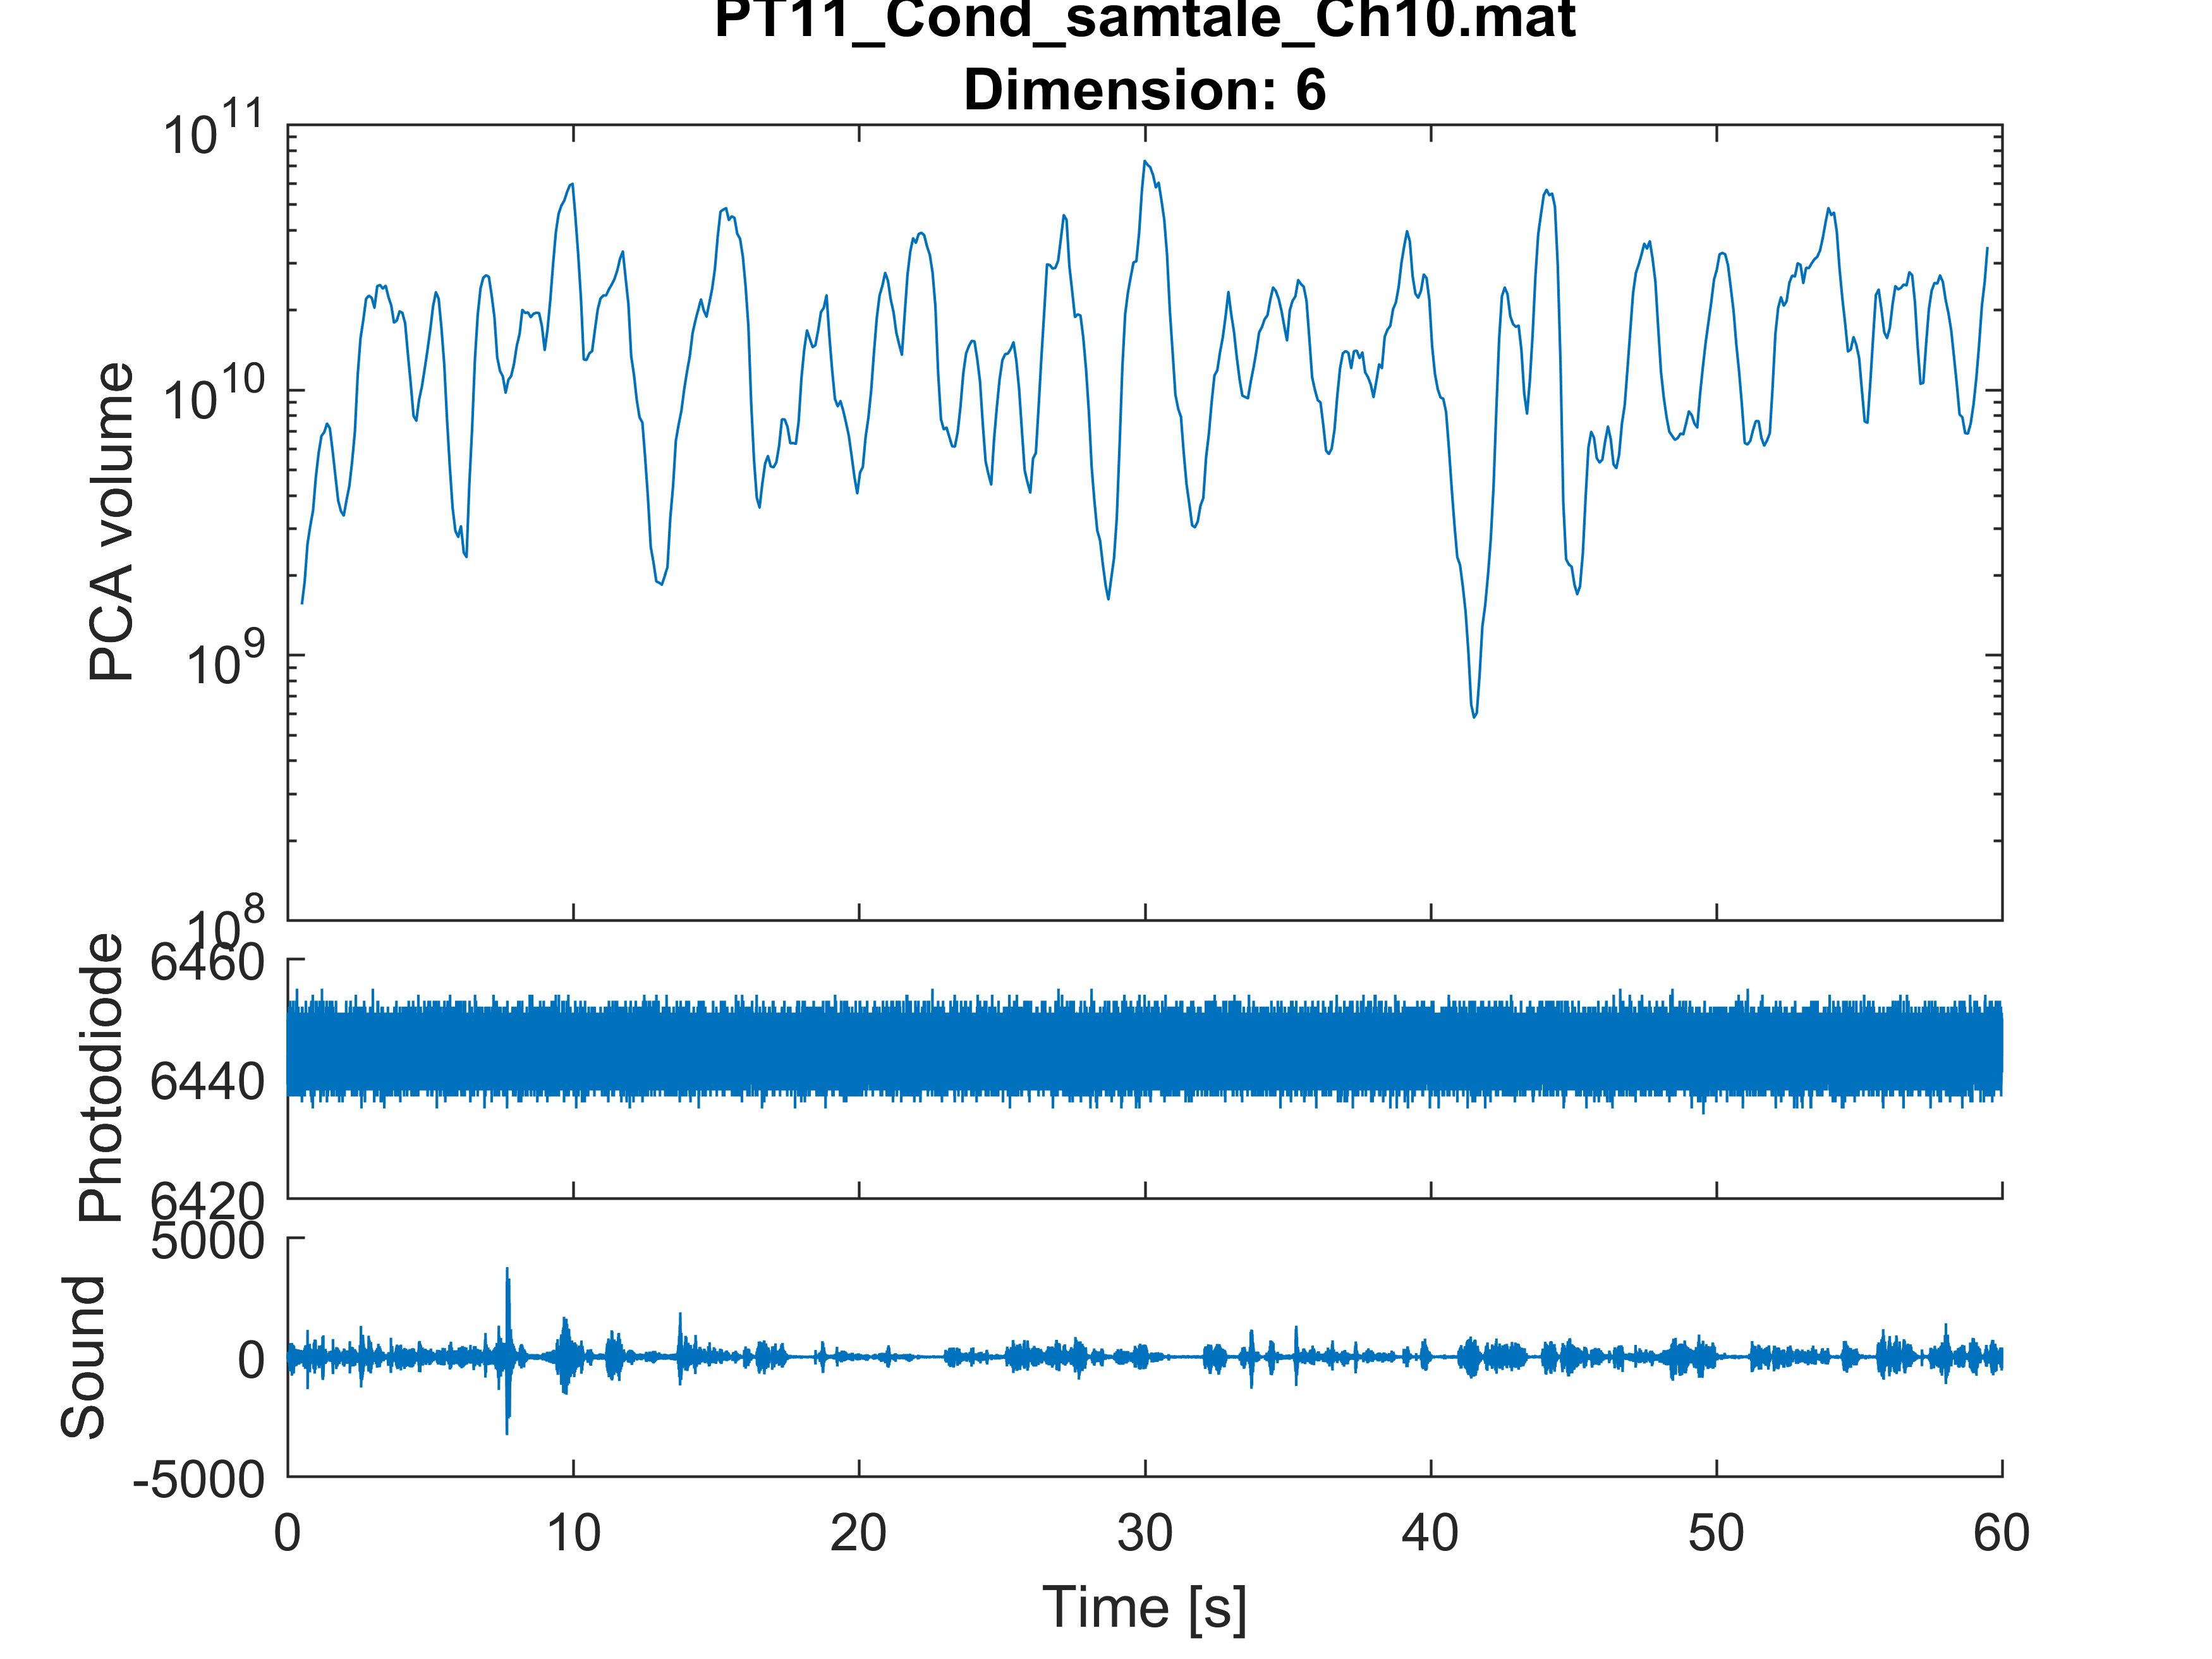 PT11_Cond_samtale_Ch10.mat
Dimension: 6
10^11
10^10
10^9
10^8
PCA volume
6460
6440
6420
Photodiode
5000
0
-5000
Sound
0 10 20 30 40 50 60
Time [s]